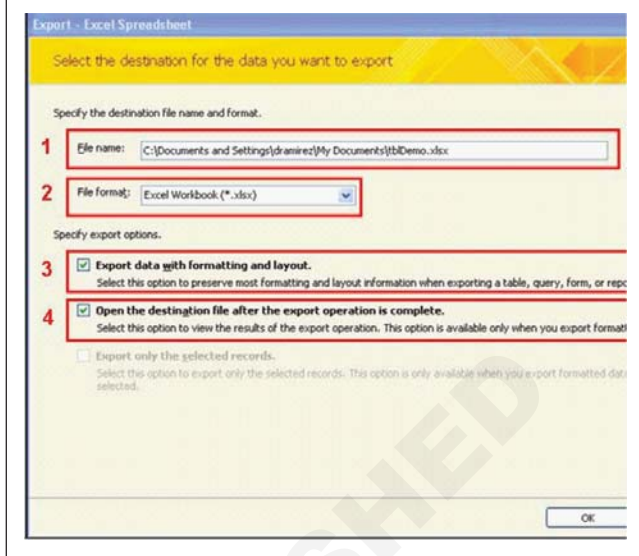 Export - Excel Spreadsheet
Select the destination for the data you want to export
Specify the destination file name and format.
1 File name: C:\Documents and Settings\dramirez\My Documents\tblDemo.xlsx
2 File format: Excel Workbook (*.xlsx)
Specify export options.
3 Export data with formatting and layout.
Select this option to preserve most formatting and layout information when exporting a table, query, form, or repo
4 Open the destination file after the export operation is complete.
Select this option to view the results of the export operation. This option is available only when you export formatt
Export only the selected records.
Select this option to export only the selected records. This option is only available when you export formatted dat
selected.
OK
SHED